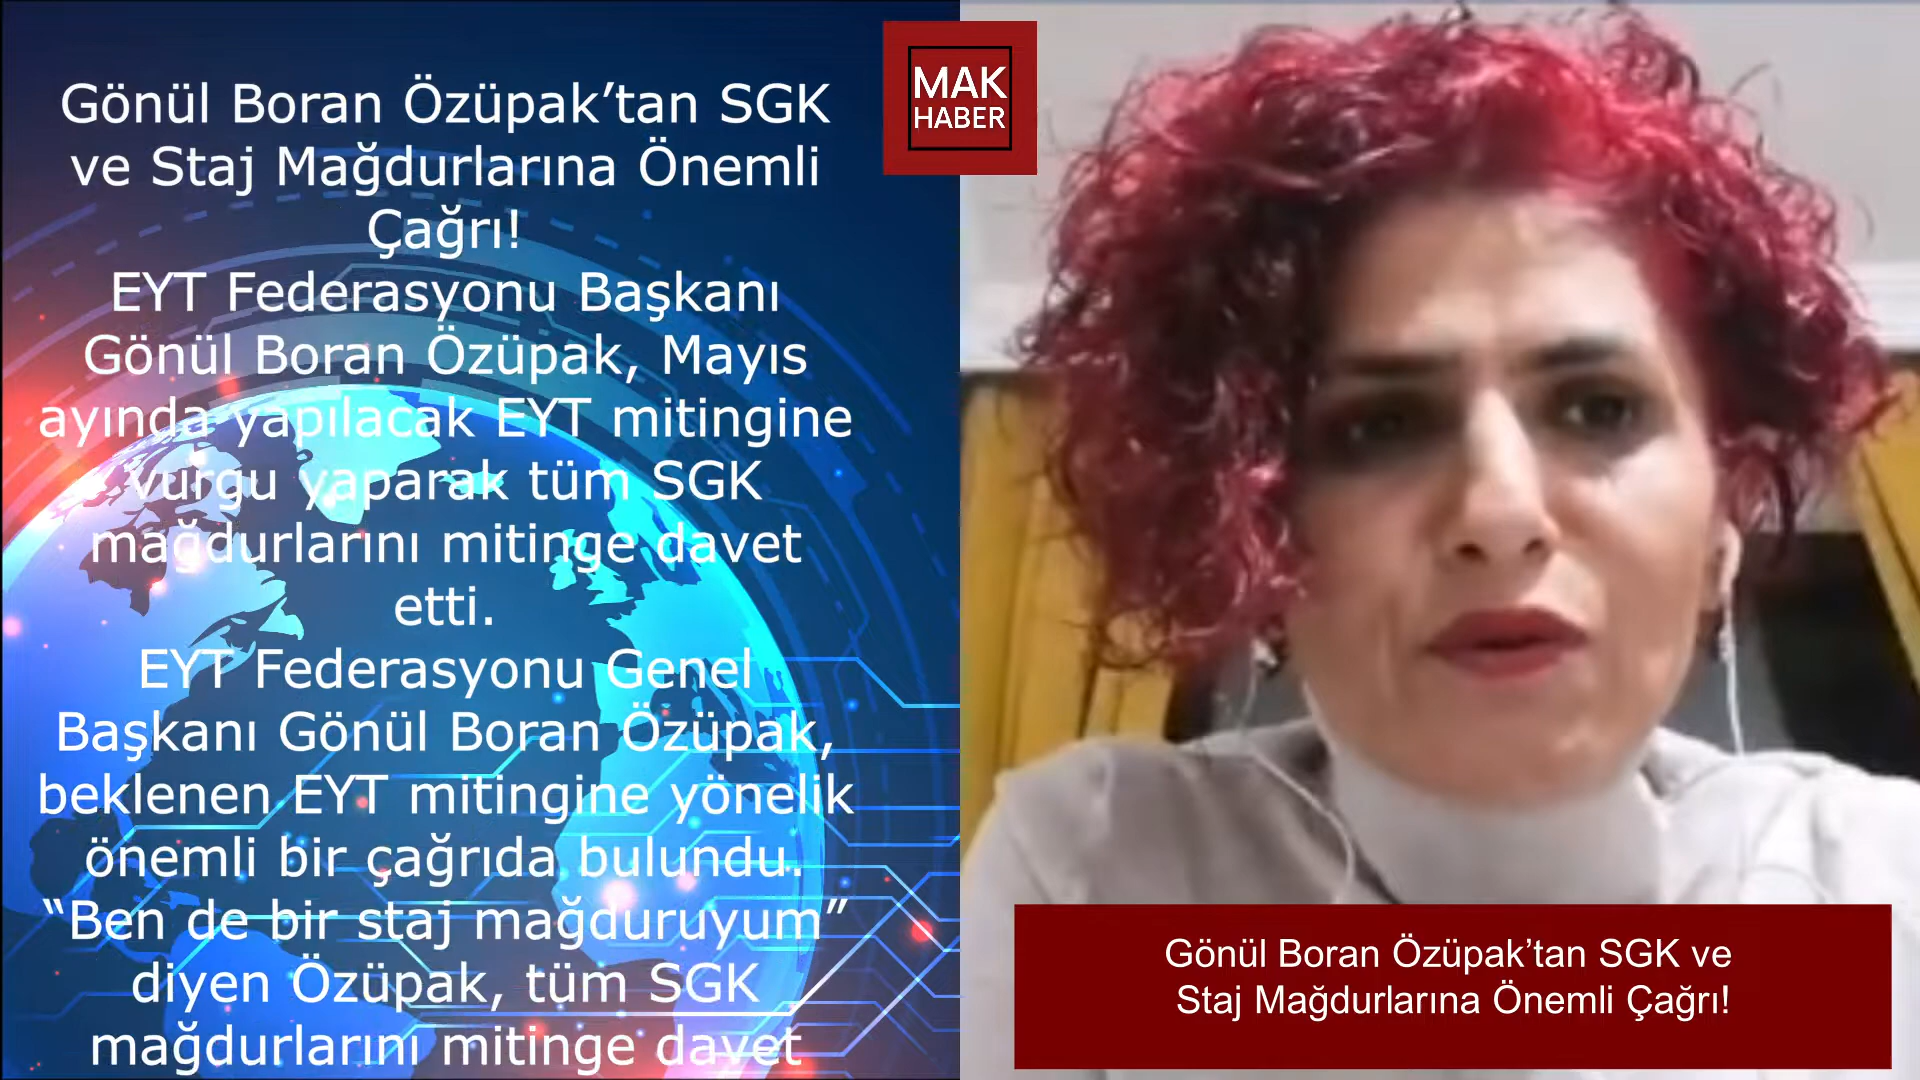 Gönül Boran Özüpak’tan SGK
ve Staj Mağdurlarına Önemli
Çağrı!
EYT Federasyonu Başkanı
Gönül Boran Özüpak, Mayıs
ayında yapılacak EYT mitingine
vurgu yaparak tüm SGK
mağdurlarını mitinge davet
etti.
EYT Federasyonu Genel
Başkanı Gönül Boran Özüpak,
beklenen EYT mitingine yönelik
önemli bir çağrıda bulundu.
“Ben de bir staj mağduruyum”
diyen Özüpak, tüm SGK
mağdurlarını mitinge davet
MAK
HABER
Gönül Boran Özüpak’tan SGK ve
Staj Mağdurlarına Önemli Çağrı!